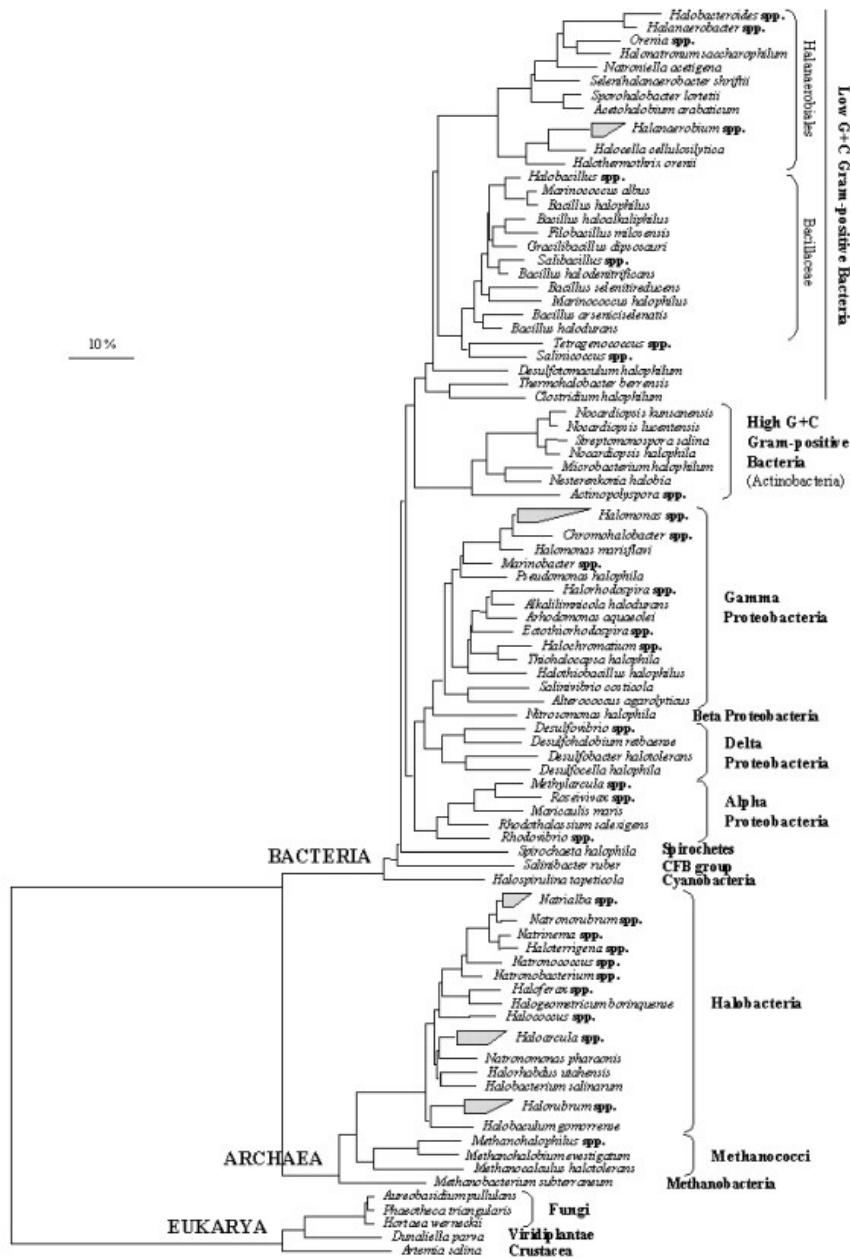 Halobacteroides spp.
Halanaerobacter spp.
Orenia spp.
Halonatronum saccharophilum
Natroniella acetigena
Selenihalanaerobacter shriftii
Sporohalobacter lortetii
Acetohalobium arabaticum
Halanaerobium spp.
Halocella cellulosilytica
Halothermothrix orenii
Halanaerobiales
Halobacillus spp.
Marinococcus albus
Bacillus halophilus
Bacillus haloalkaliphilus
Filobacillus milosensis
Gracilibacillus dipsosauri
Salibacillus spp.
Bacillus halodenitrificans
Bacillus selenitireducens
Marinococcus halophilus
Bacillus arseniciselenatis
Bacillus halodurans
Bacillaceae
Tetragenococcus spp.
Salinicoccus spp.
Desulfotomaculum halophilum
Thermohalobacter berrensis
Clostridium halophilum
Low G+C Gram-positive Bacteria
10 %
Nocardiopsis kunsanensis
Nocardiopsis lucentensis
Streptomonospora salina
Nocardiopsis halophila
Microbacterium halophilum
Nesterenkonia halobia
Actinopolyspora spp.
High G+C
Gram-positive
Bacteria
(Actinobacteria)
Halomonas spp.
Chromohalobacter spp.
Halomonas marisflavi
Marinobacter spp.
Pseudomonas halophila
Halorhodospira spp.
Alkalilimnicola halodurans
Arhodomonas aquaeolei
Ectothiorhodospira spp.
Halochromatium spp.
Thiohalocapsa halophila
Halothiobacillus halophilus
Salinivibrio costicola
Alterococcus agarolyticus
Gamma
Proteobacteria
Nitrosomonas halophila Beta Proteobacteria
Desulfovibrio spp.
Desulfohalobium retbaense
Desulfobacter halotolerans
Desulfocella halophila
Delta
Proteobacteria
Methylarcula spp.
Roseivivax spp.
Maricaulis maris
Rhodothalassium salexigens
Rhodovibrio spp.
Alpha
Proteobacteria
BACTERIA
Spirochaeta halophila Spirochetes
Salinibacter ruber CFB group
Halospirulina tapeticola Cyanobacteria
Natrialba spp.
Natronorubrum spp.
Natrinema spp.
Haloterrigena spp.
Natronococcus spp.
Natronobacterium spp.
Haloferax spp.
Halogeometricum borinquense
Halococcus spp.
Haloarcula spp.
Natronomonas pharaonis
Halorhabdus utahensis
Halobacterium salinarum
Halorubrum spp.
Halobaculum gomorrense
Halobacteria
ARCHAEA
Methanohalophilus spp.
Methanohalobium evestigatum
Methanocalculus halotolerans
Methanococci
Methanobacterium subterraneum Methanobacteria
EUKARYA
Aureobasidium pullulans
Phaeotheca triangularis
Hortaea werneckii
Fungi
Dunaliella parva Viridiplantae
Artemia salina Crustacea